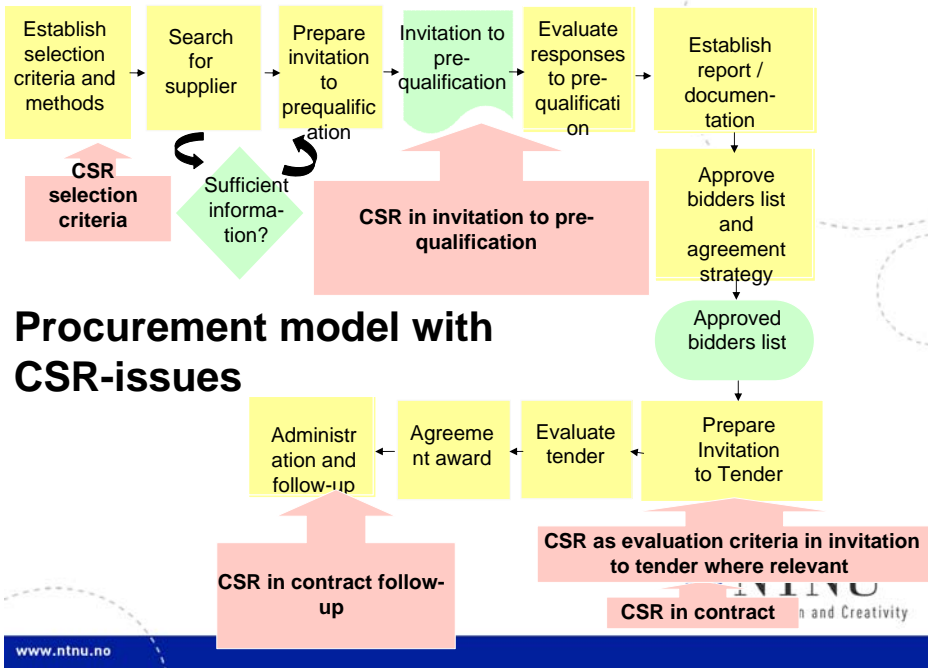 Establish
selection
criteria and
methods
Search
for
supplier
Prepare
invitation
to
prequalific
ation
Invitation to
pre-
qualification
Evaluate
responses
to pre-
qualificati
on
Establish
report /
documen-
tation
CSR
selection
criteria
Sufficient
informa-
tion?
CSR in invitation to pre-
qualification
Approve
bidders list
and
agreement
strategy
Procurement model with
CSR-issues
Approved
bidders list
Administr
ation and
follow-up
Agreeme
nt award
Evaluate
tender
Prepare
Invitation
to Tender
CSR in contract follow-
up
CSR as evaluation criteria in invitation
to tender where relevant
NTNU
CSR in contract
and Creativity
www.ntnu.no